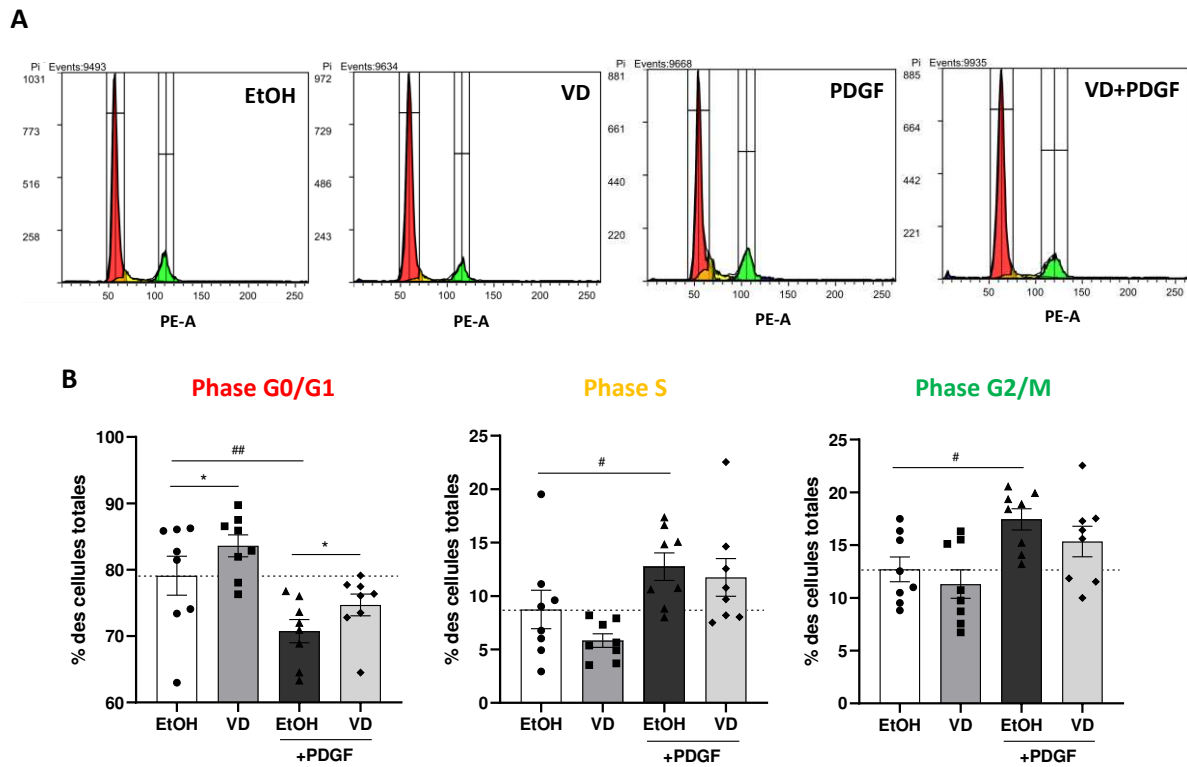 A
Pi Events:9493
EtOH
1031
773
516
258
50 100 150 200 250
PE-A
Pi Events:9634
VD
972
729
486
243
50 100 150 200 250
PE-A
Pi Events:9668
PDGF
881
661
440
220
50 100 150 200 250
PE-A
Pi Events:9935
VD+PDGF
885
664
442
221
50 100 150 200 250
PE-A
B
Phase G0/G1
% des cellules totales
100
90
80
70
60
##
*
*
EtOH VD EtOH VD
+PDGF
Phase S
% des cellules totales
25
20
15
10
5
0
#
EtOH VD EtOH VD
+PDGF
Phase G2/M
% des cellules totales
25
20
15
10
5
0
#
EtOH VD EtOH VD
+PDGF